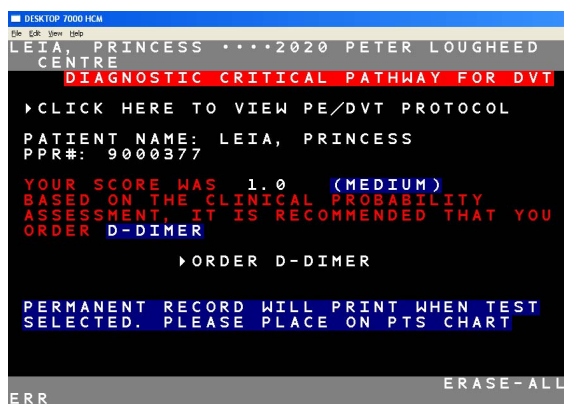 DESKTOP 7000 HCM
File Edit View Help
LEIA, PRINCESS ····2020 PETER LOUGHEED
CENTRE
DIAGNOSTIC CRITICAL PATHWAY FOR DVT
▸CLICK HERE TO VIEW PE/DVT PROTOCOL
PATIENT NAME: LEIA, PRINCESS
PPR#: 9000377
YOUR SCORE WAS 1.0 (MEDIUM)
BASED ON THE CLINICAL PROBABILITY
ASSESSMENT, IT IS RECOMMENDED THAT YOU
ORDER D-DIMER
▸ORDER D-DIMER
PERMANENT RECORD WILL PRINT WHEN TEST
SELECTED. PLEASE PLACE ON PTS CHART
ERASE-ALL
ERR